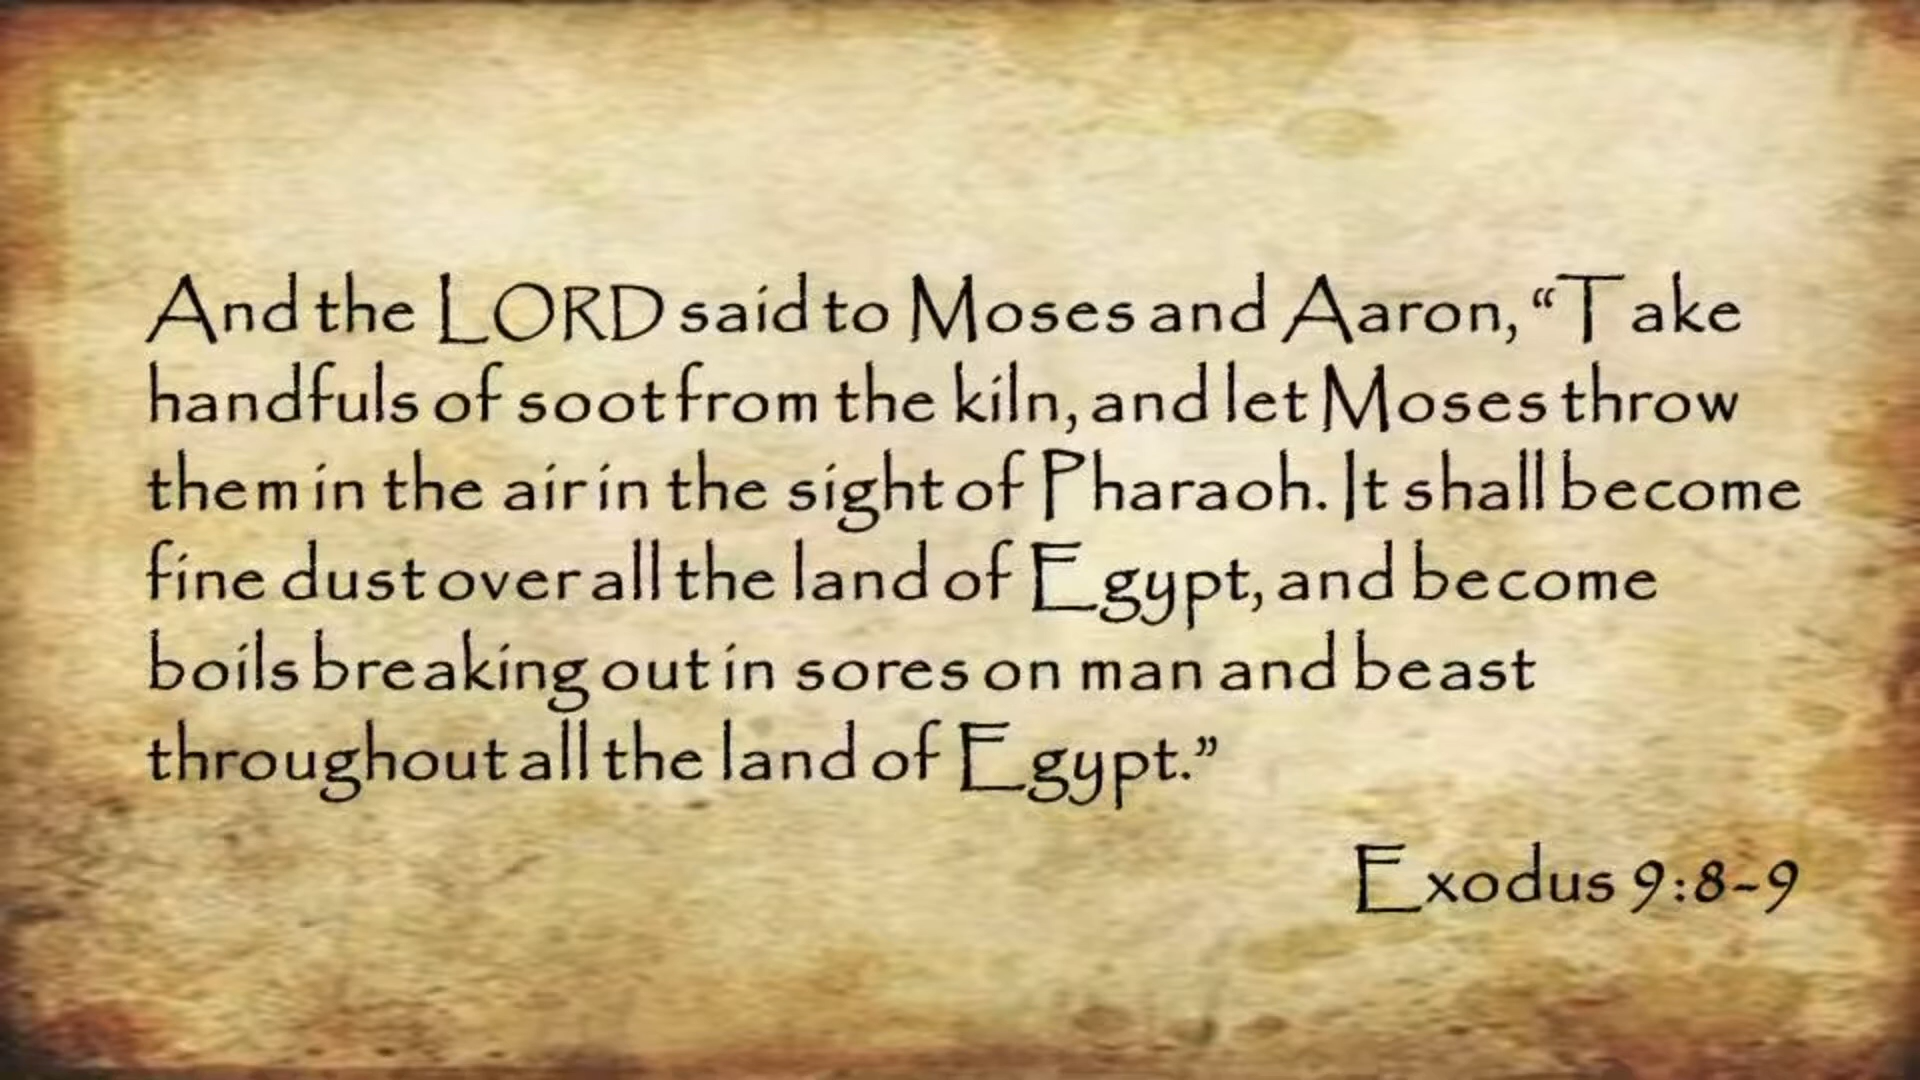 And the LORD said to Moses and Aaron, “Take
handfuls of soot from the kiln, and let Moses throw
them in the air in the sight of Pharaoh. It shall become
fine dust over all the land of Egypt, and become
boils breaking out in sores on man and beast
throughout all the land of Egypt.”
Exodus 9:8-9